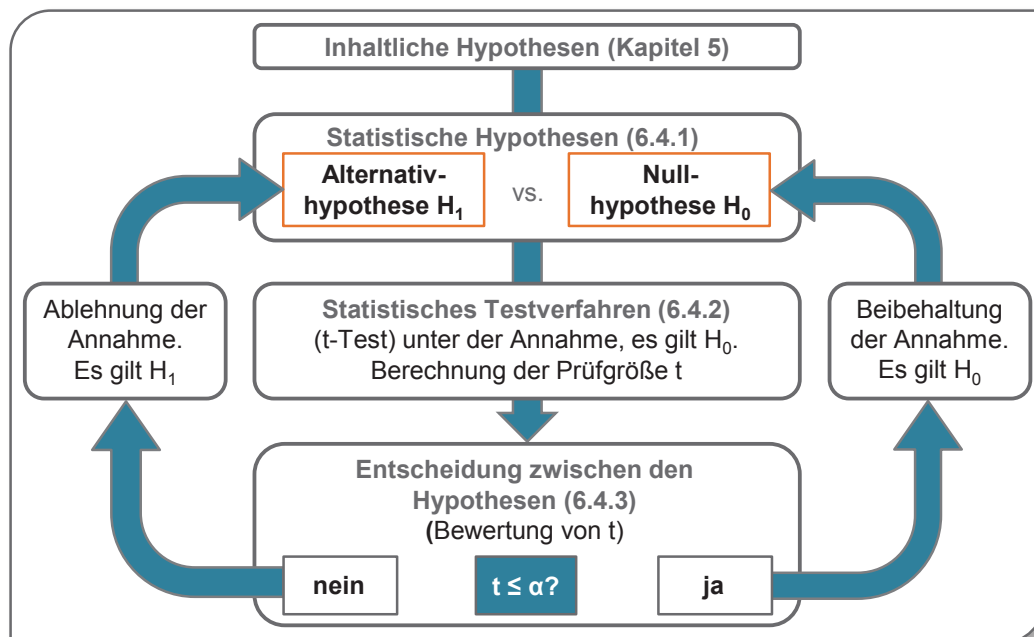 Inhaltliche Hypothesen (Kapitel 5)
Statistische Hypothesen (6.4.1)
Alternativ-
hypothese H₁
vs.
Null-
hypothese H₀
Ablehnung der
Annahme.
Es gilt H₁
Statistisches Testverfahren (6.4.2)
(t-Test) unter der Annahme, es gilt H₀.
Berechnung der Prüfgröße t
Beibehaltung
der Annahme.
Es gilt H₀
Entscheidung zwischen den
Hypothesen (6.4.3)
(Bewertung von t)
nein
t ≤ α?
ja